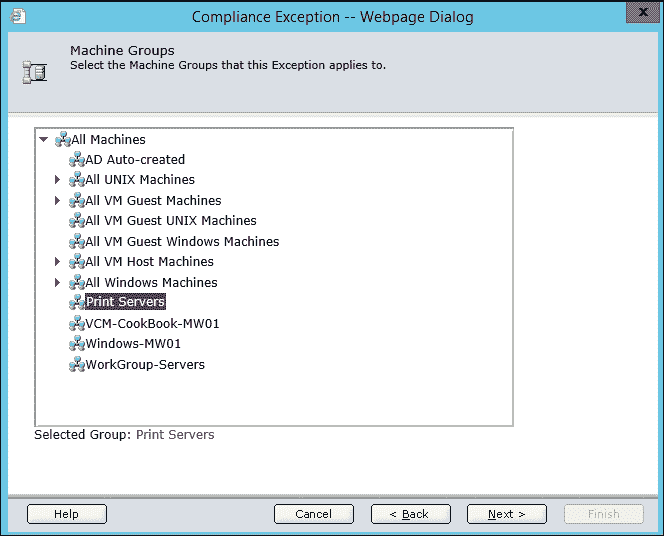 Compliance Exception -- Webpage Dialog
x
Machine Groups
Select the Machine Groups that this Exception applies to.
All Machines
AD Auto-created
All UNIX Machines
All VM Guest Machines
All VM Guest UNIX Machines
All VM Guest Windows Machines
All VM Host Machines
All Windows Machines
Print Servers
VCM-CookBook-MW01
Windows-MW01
WorkGroup-Servers
Selected Group: Print Servers
Help Cancel < Back Next > Finish